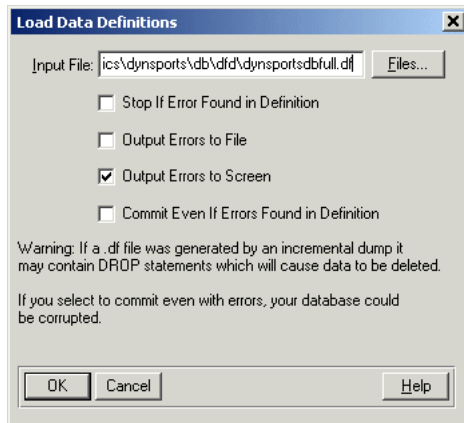 Load Data Definitions
Input File: ics\dynsports\db\dfd\dynsportsdbfull.df Files...
Stop If Error Found in Definition
Output Errors to File
Output Errors to Screen
Commit Even If Errors Found in Definition
Warning: If a .df file was generated by an incremental dump it
may contain DROP statements which will cause data to be deleted.
If you select to commit even with errors, your database could
be corrupted.
OK Cancel Help